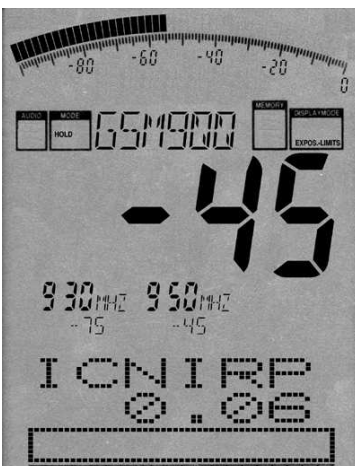 -80 -60 -40 -20 0
AUDIO MODE HOLD GSM900 MEMORY DISPLAYMODE EXPOS.-LIMITS
-45
930MHZ 950MHZ
-75 -45
ICNIRP
0.06